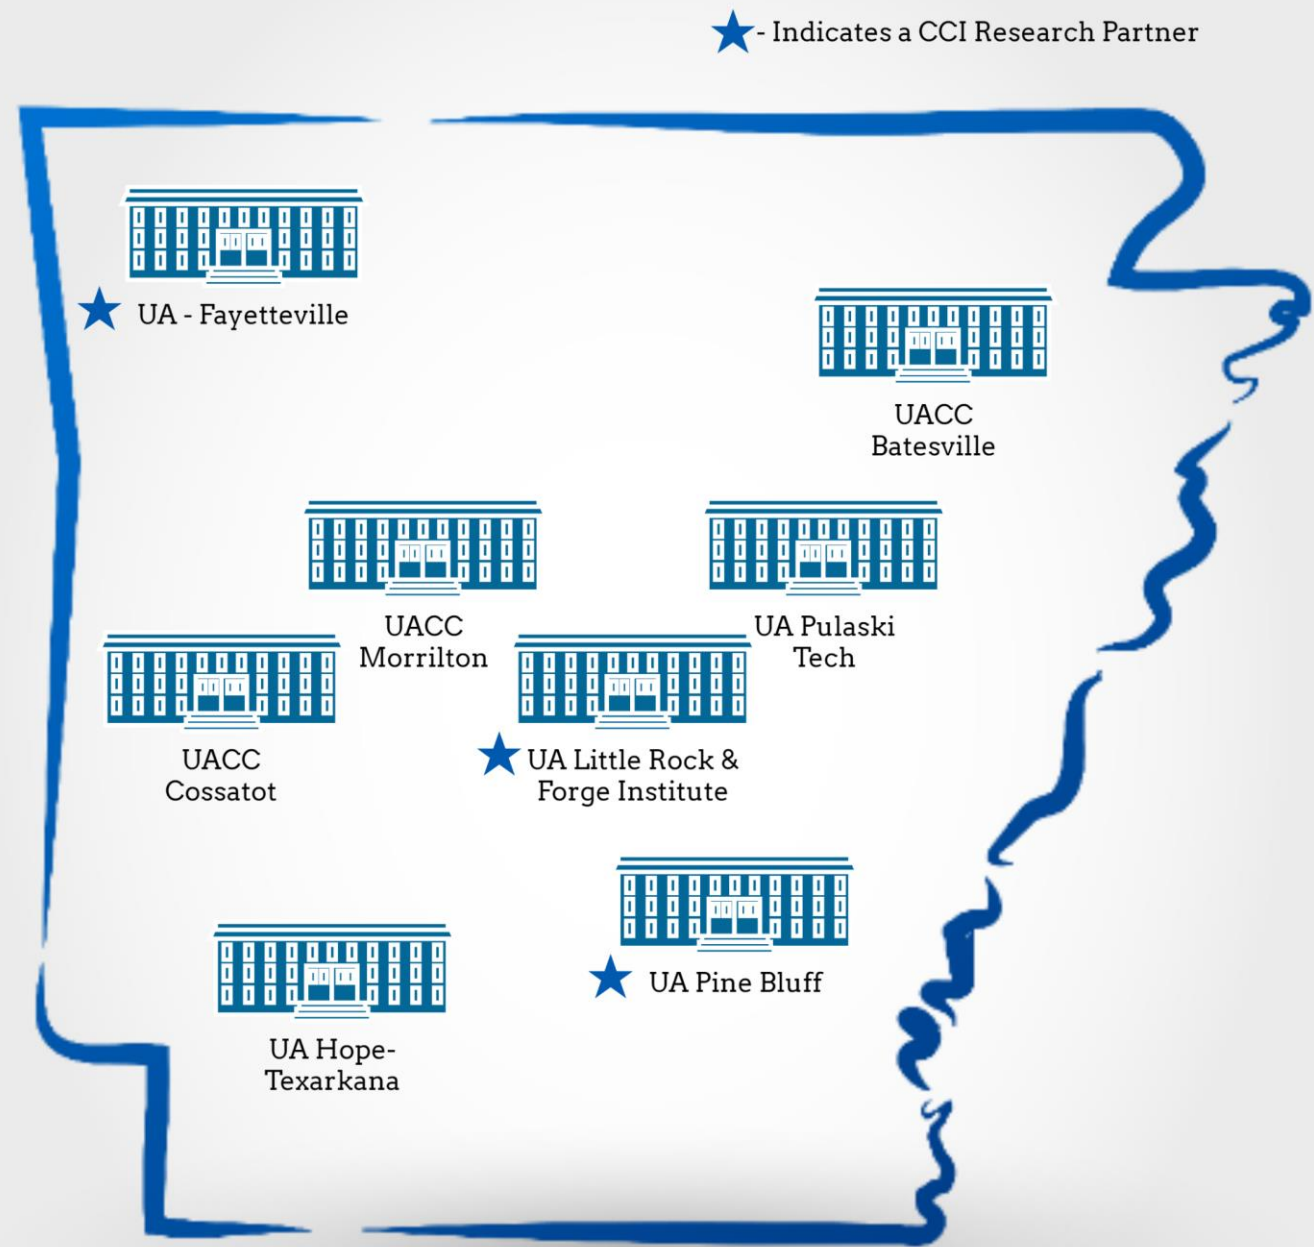 - Indicates a CCI Research Partner
UA - Fayetteville
UACC
Batesville
UACC
Morrilton
UA Pulaski
Tech
UACC
Cossatot
UA Little Rock &
Forge Institute
UA Pine Bluff
UA Hope-
Texarkana